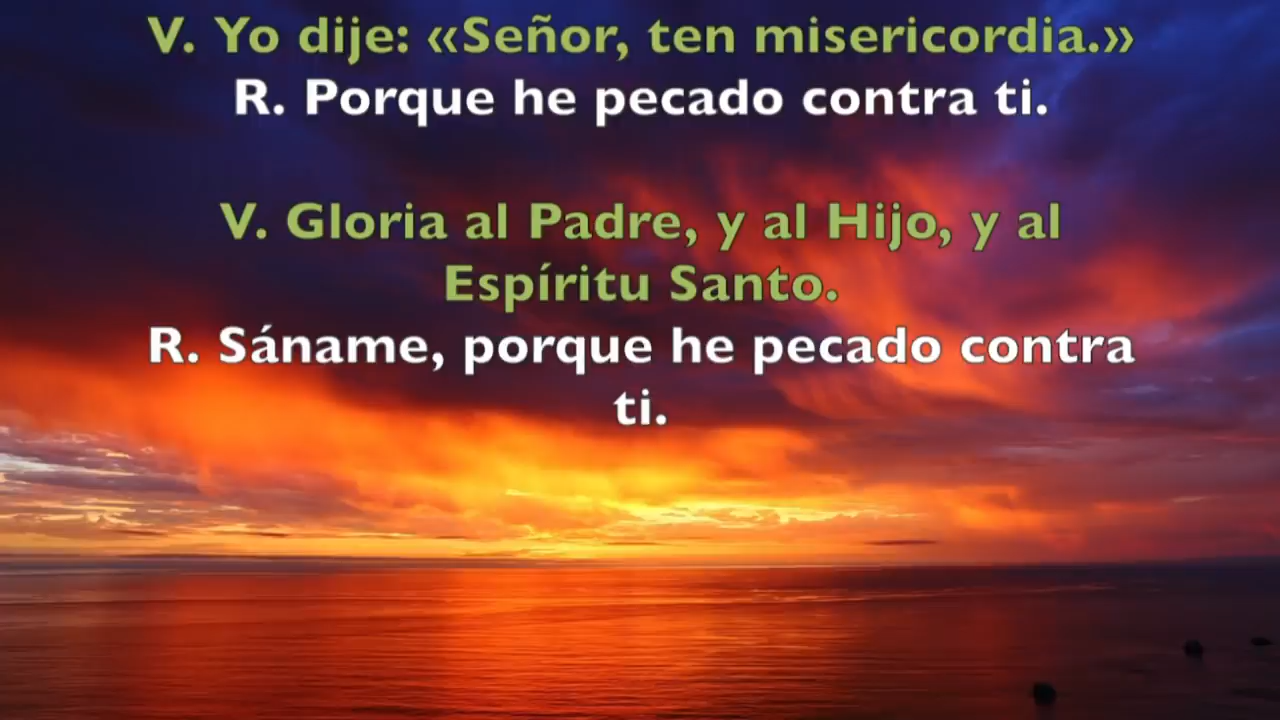 V. Yo dije: «Señor, ten misericordia.»
R. Porque he pecado contra ti.
V. Gloria al Padre, y al Hijo, y al
Espíritu Santo.
R. Sáname, porque he pecado contra
ti.